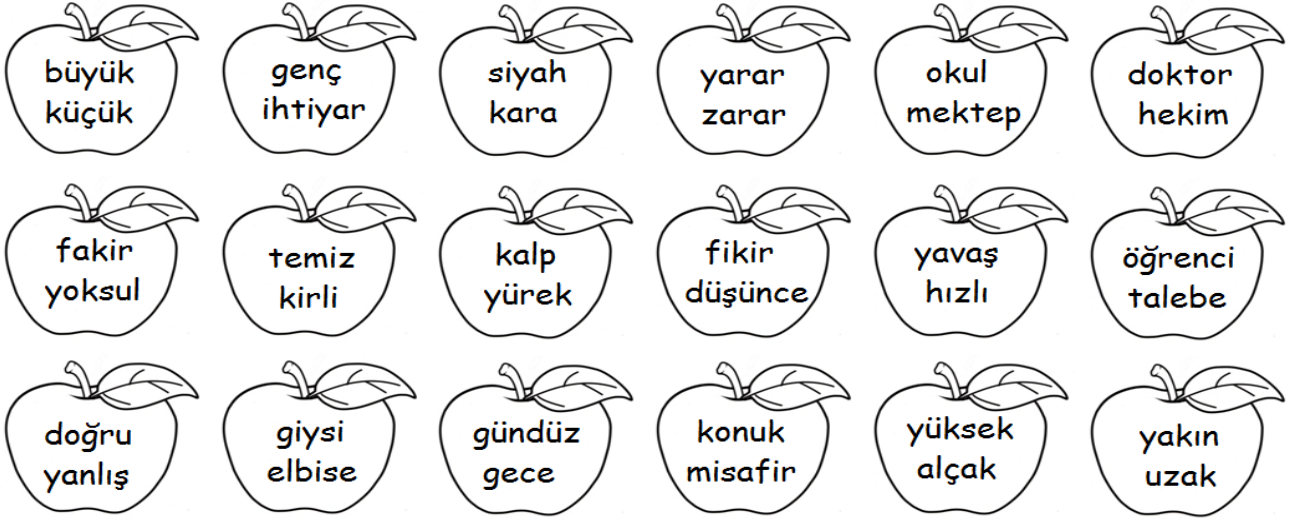 büyük
küçük
genç
ihtiyar
siyah
kara
yarar
zarar
okul
mektep
doktor
hekim
fakir
yoksul
temiz
kirli
kalp
yürek
fikir
düşünce
yavaş
hızlı
öğrenci
talebe
doğru
yanlış
giysi
elbise
gündüz
gece
konuk
misafir
yüksek
alçak
yakın
uzak